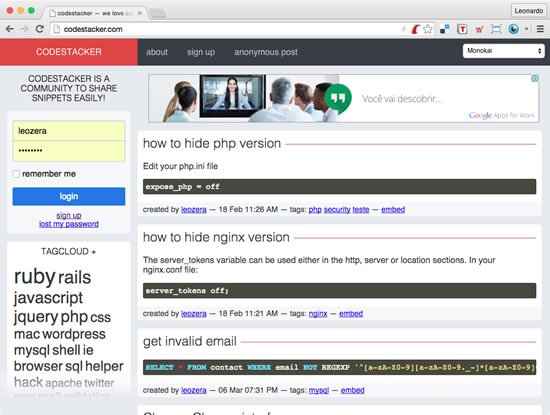 Leonardo
codestacker — we love co
codestacker.com
CODESTACKER
about sign up anonymous post
Monokai
CODESTACKER IS A
COMMUNITY TO SHARE
SNIPPETS EASILY!
leozera
remember me
login
sign up
lost my password
TAGCLOUD +
ruby rails
javascript
jquery php css
mac wordpress
mysql shell ie
browser sql helper
hack apache twitter
Você vai descobrir...
Google Apps for Work
how to hide php version
Edit your php.ini file
expose_php = off
created by leozera — 18 Feb 11:26 AM — tags: php security teste — embed
how to hide nginx version
The server_tokens variable can be used either in the http, server or location sections. In your
nginx.conf file:
server_tokens off;
created by leozera — 18 Feb 11:21 AM — tags: nginx — embed
get invalid email
SELECT * FROM contact WHERE email NOT REGEXP '^[a-zA-Z0-9][a-zA-Z0-9._-]*[a-zA-Z0-9
created by leozera — 06 Mar 07:31 PM — tags: mysql — embed